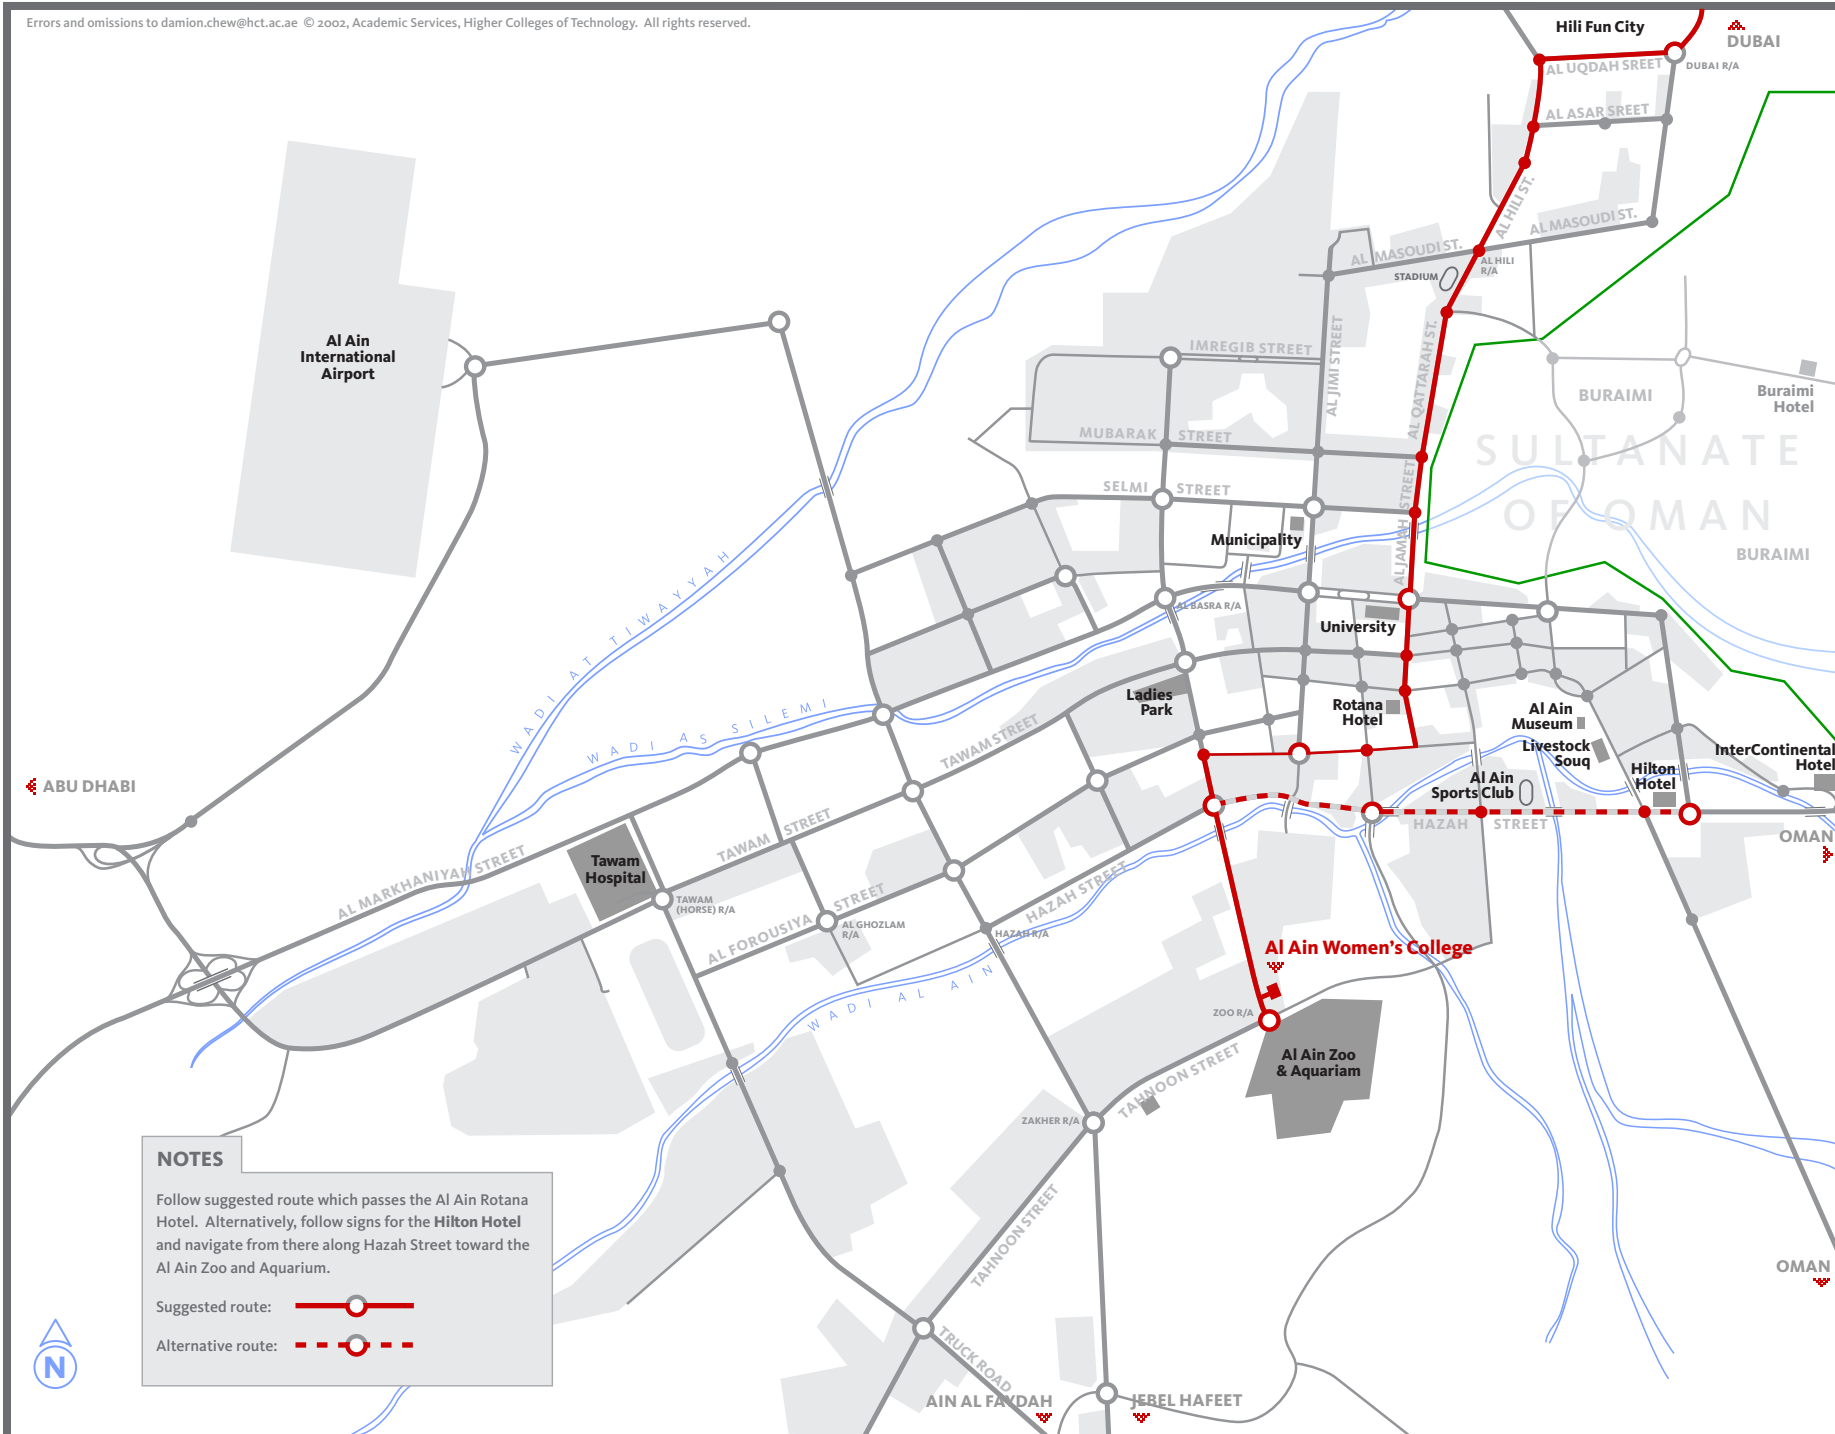 Errors and omissions to damion.chew@hct.ac.ae © 2002, Academic Services, Higher Colleges of Technology. All rights reserved.
Hili Fun City
DUBAI
AL UQDAH SREET
DUBAI R/A
AL ASAR SREET
AL HILI ST.
AL MASOUDI ST.
AL MASOUDI ST.
AL HILI
R/A
STADIUM
Al Ain
International
Airport
IMREGIB STREET
AL JIMI STREET
AL QATTARAH ST.
BURAIMI
Buraimi
Hotel
MUBARAK STREET
SULTANATE
OF OMAN
SELMI STREET
AL JAMAH STREET
Municipality
BURAIMI
WADI AT TIWAYYAH
AL BASRA R/A
University
Ladies
Park
Rotana
Hotel
Al Ain
Museum
WADI AS SILEMI
TAWAM STREET
Livestock
Souq
InterContinental
Hotel
Hilton
Hotel
Al Ain
Sports Club
ABU DHABI
HAZAH STREET
OMAN
TAWAM STREET
AL MARKHANIYAH STREET
Tawam
Hospital
TAWAM
(HORSE) R/A
AL FOROUSIYA STREET
AL GHOZLAM
R/A
HAZAH STREET
HAZAH R/A
Al Ain Women's College
WADI AL AIN
ZOO R/A
Al Ain Zoo
& Aquariam
TAHNOON STREET
ZAKHER R/A
NOTES
Follow suggested route which passes the Al Ain Rotana
Hotel. Alternatively, follow signs for the Hilton Hotel
and navigate from there along Hazah Street toward the
Al Ain Zoo and Aquarium.
Suggested route:
Alternative route:
TAHNOON STREET
OMAN
N
TRUCK ROAD
AIN AL FAYDAH
JEBEL HAFEET